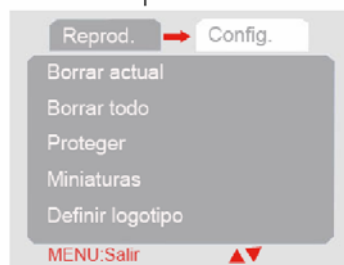 Reprod. Config.
Borrar actual
Borrar todo
Proteger
Miniaturas
Definir logotipo
MENU:Salir